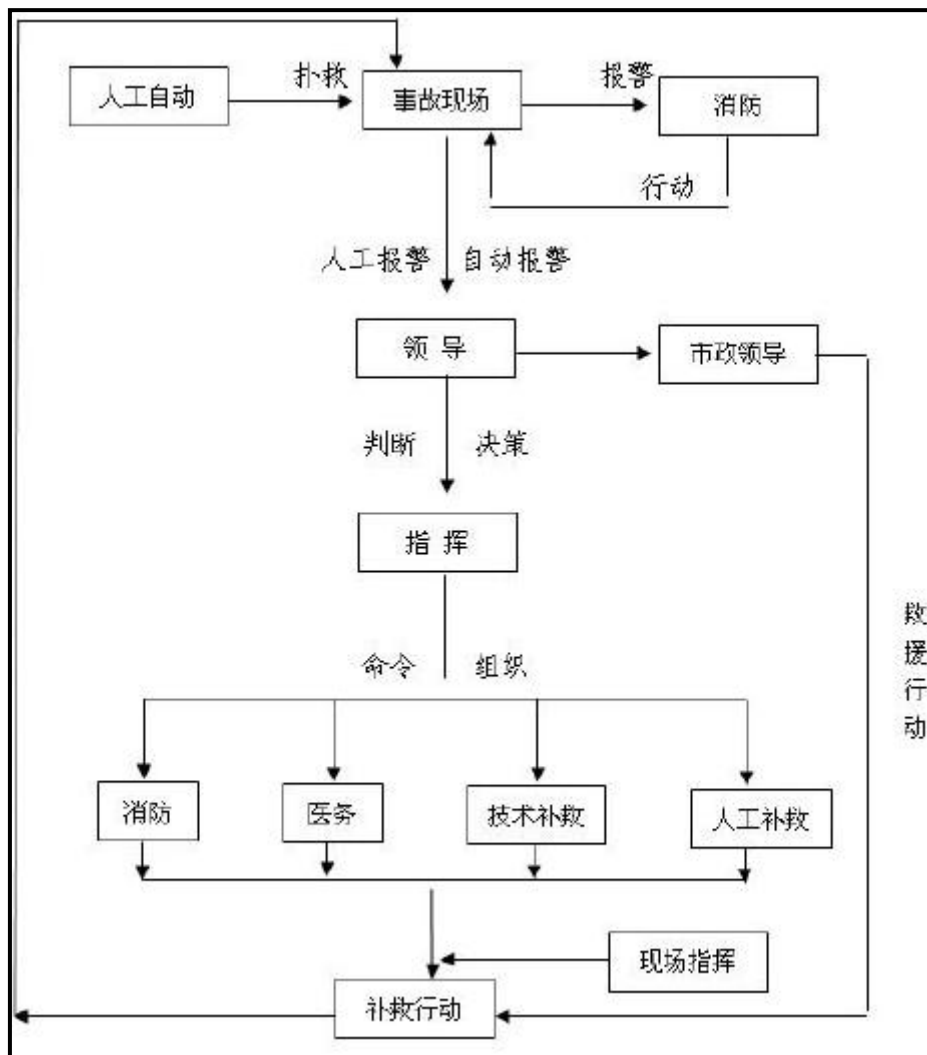 扑救
报警
人工自动
事故现场
消防
行动
人工报警
自动报警
领 导
市政领导
判断
决策
指 挥
救
援
行
动
命令
组织
消防
医务
技术补救
人工补救
现场指挥
补救行动